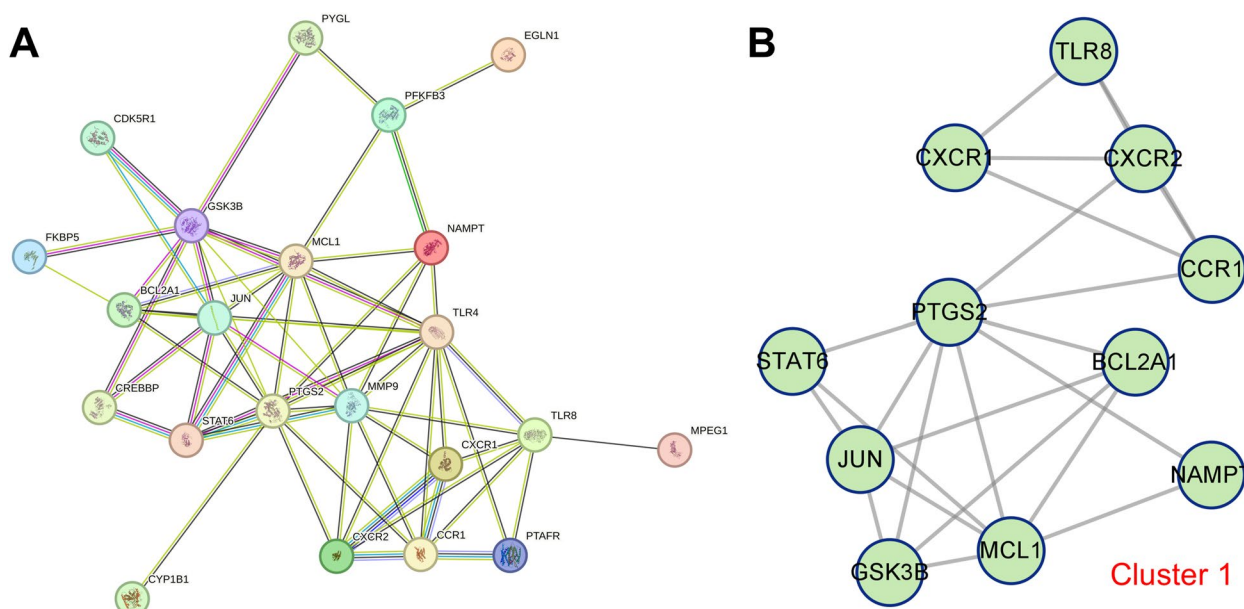 A
PYGL
EGLN1
PFKFB3
CDK5R1
GSK3B
NAMPT
MCL1
FKBP5
BCL2A1
JUN
TLR4
CREBBP
PTGS2
MMP9
STAT6
TLR8
CXCR1
MPEG1
CXCR2
CCR1
PTAFR
CYP1B1
B
TLR8
CXCR1
CXCR2
CCR1
PTGS2
STAT6
BCL2A1
JUN
NAMPT
MCL1
GSK3B
Cluster 1